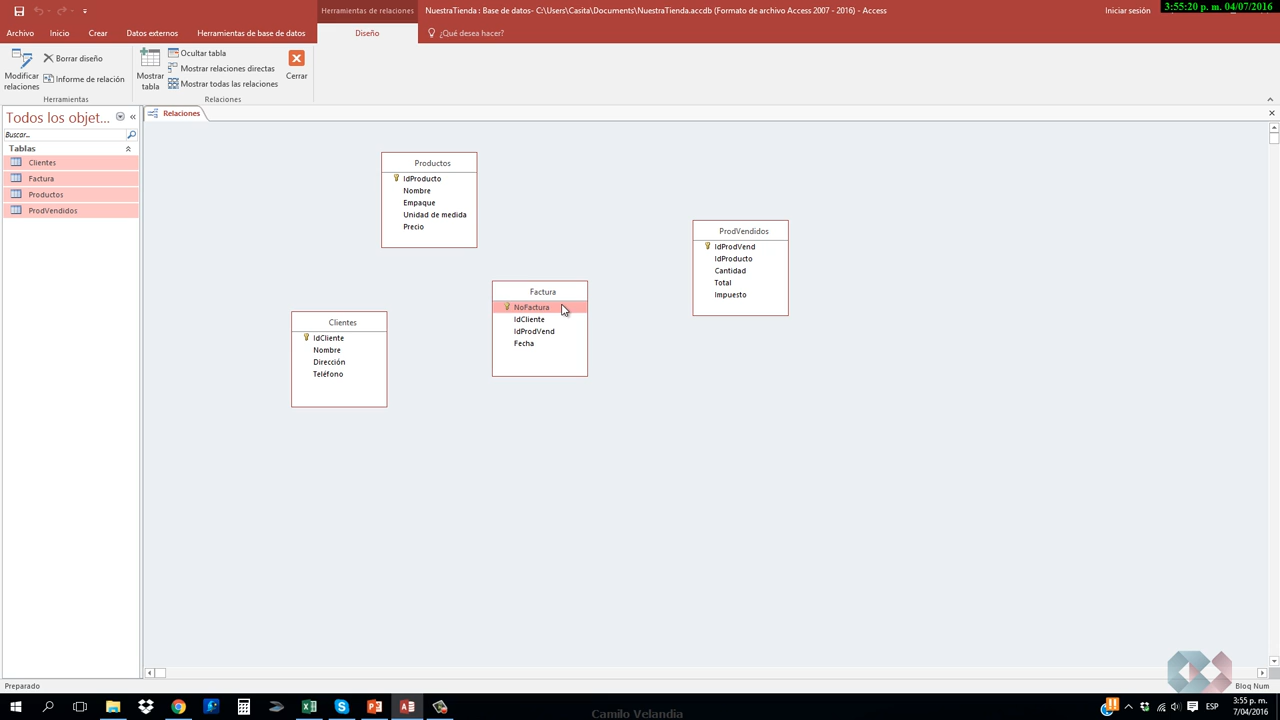 Herramientas de relaciones
NuestraTienda : Base de datos- C:\Users\Casita\Documents\NuestraTienda.accdb (Formato de archivo Access 2007 - 2016) - Access
Iniciar sesión
3:55:20 p. m. 04/07/2016
Archivo
Inicio
Crear
Datos externos
Herramientas de base de datos
Diseño
¿Qué desea hacer?
Modificar relaciones
Borrar diseño
Informe de relación
Herramientas
Mostrar tabla
Ocultar tabla
Mostrar relaciones directas
Mostrar todas las relaciones
Relaciones
Cerrar
Todos los objet...
Buscar...
Tablas
Clientes
Factura
Productos
ProdVendidos
Relaciones
Productos
IdProducto
Nombre
Empaque
Unidad de medida
Precio
ProdVendidos
IdProdVend
IdProducto
Cantidad
Total
Impuesto
Factura
NoFactura
IdCliente
IdProdVend
Fecha
Clientes
IdCliente
Nombre
Dirección
Teléfono
Preparado
Bloq Num
ESP
3:55 p. m.
7/04/2016
Camilo Velandia